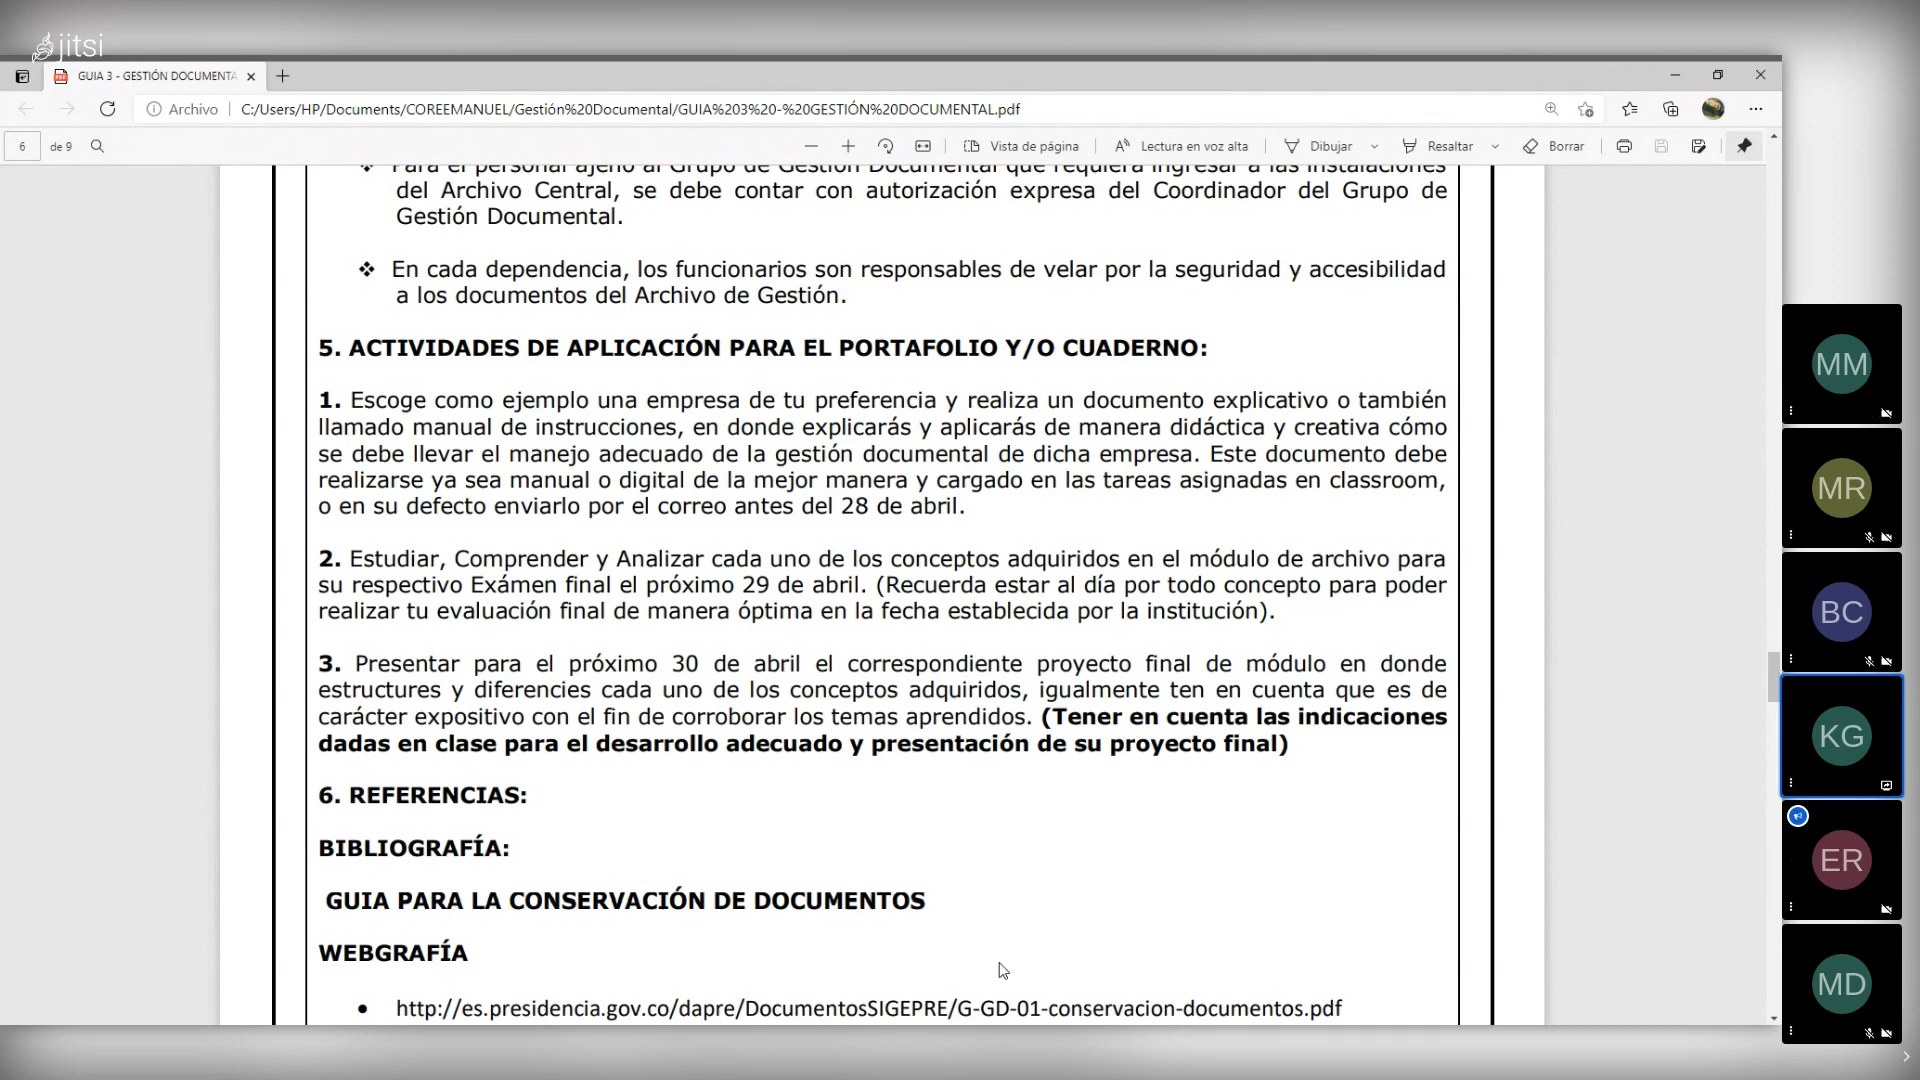 jitsi
GUIA 3 - GESTIÓN DOCUMENTA
Archivo
C:/Users/HP/Documents/COREEMANUEL/Gestión%20Documental/GUIA%203%20-%20GESTIÓN%20DOCUMENTAL.pdf
6 de 9
Vista de página
Lectura en voz alta
Dibujar
Resaltar
Borrar
❖ Para el personal ajeno al Grupo de Gestión Documental que requiera ingresar a las instalaciones
del Archivo Central, se debe contar con autorización expresa del Coordinador del Grupo de
Gestión Documental.
❖ En cada dependencia, los funcionarios son responsables de velar por la seguridad y accesibilidad
a los documentos del Archivo de Gestión.
5. ACTIVIDADES DE APLICACIÓN PARA EL PORTAFOLIO Y/O CUADERNO:
1. Escoge como ejemplo una empresa de tu preferencia y realiza un documento explicativo o también
llamado manual de instrucciones, en donde explicarás y aplicarás de manera didáctica y creativa cómo
se debe llevar el manejo adecuado de la gestión documental de dicha empresa. Este documento debe
realizarse ya sea manual o digital de la mejor manera y cargado en las tareas asignadas en classroom,
o en su defecto enviarlo por el correo antes del 28 de abril.
2. Estudiar, Comprender y Analizar cada uno de los conceptos adquiridos en el módulo de archivo para
su respectivo Exámen final el próximo 29 de abril. (Recuerda estar al día por todo concepto para poder
realizar tu evaluación final de manera óptima en la fecha establecida por la institución).
3. Presentar para el próximo 30 de abril el correspondiente proyecto final de módulo en donde
estructures y diferencies cada uno de los conceptos adquiridos, igualmente ten en cuenta que es de
carácter expositivo con el fin de corroborar los temas aprendidos. (Tener en cuenta las indicaciones
dadas en clase para el desarrollo adecuado y presentación de su proyecto final)
6. REFERENCIAS:
BIBLIOGRAFÍA:
GUIA PARA LA CONSERVACIÓN DE DOCUMENTOS
WEBGRAFÍA
• http://es.presidencia.gov.co/dapre/DocumentosSIGEPRE/G-GD-01-conservacion-documentos.pdf
MM
MR
BC
KG
ER
MD